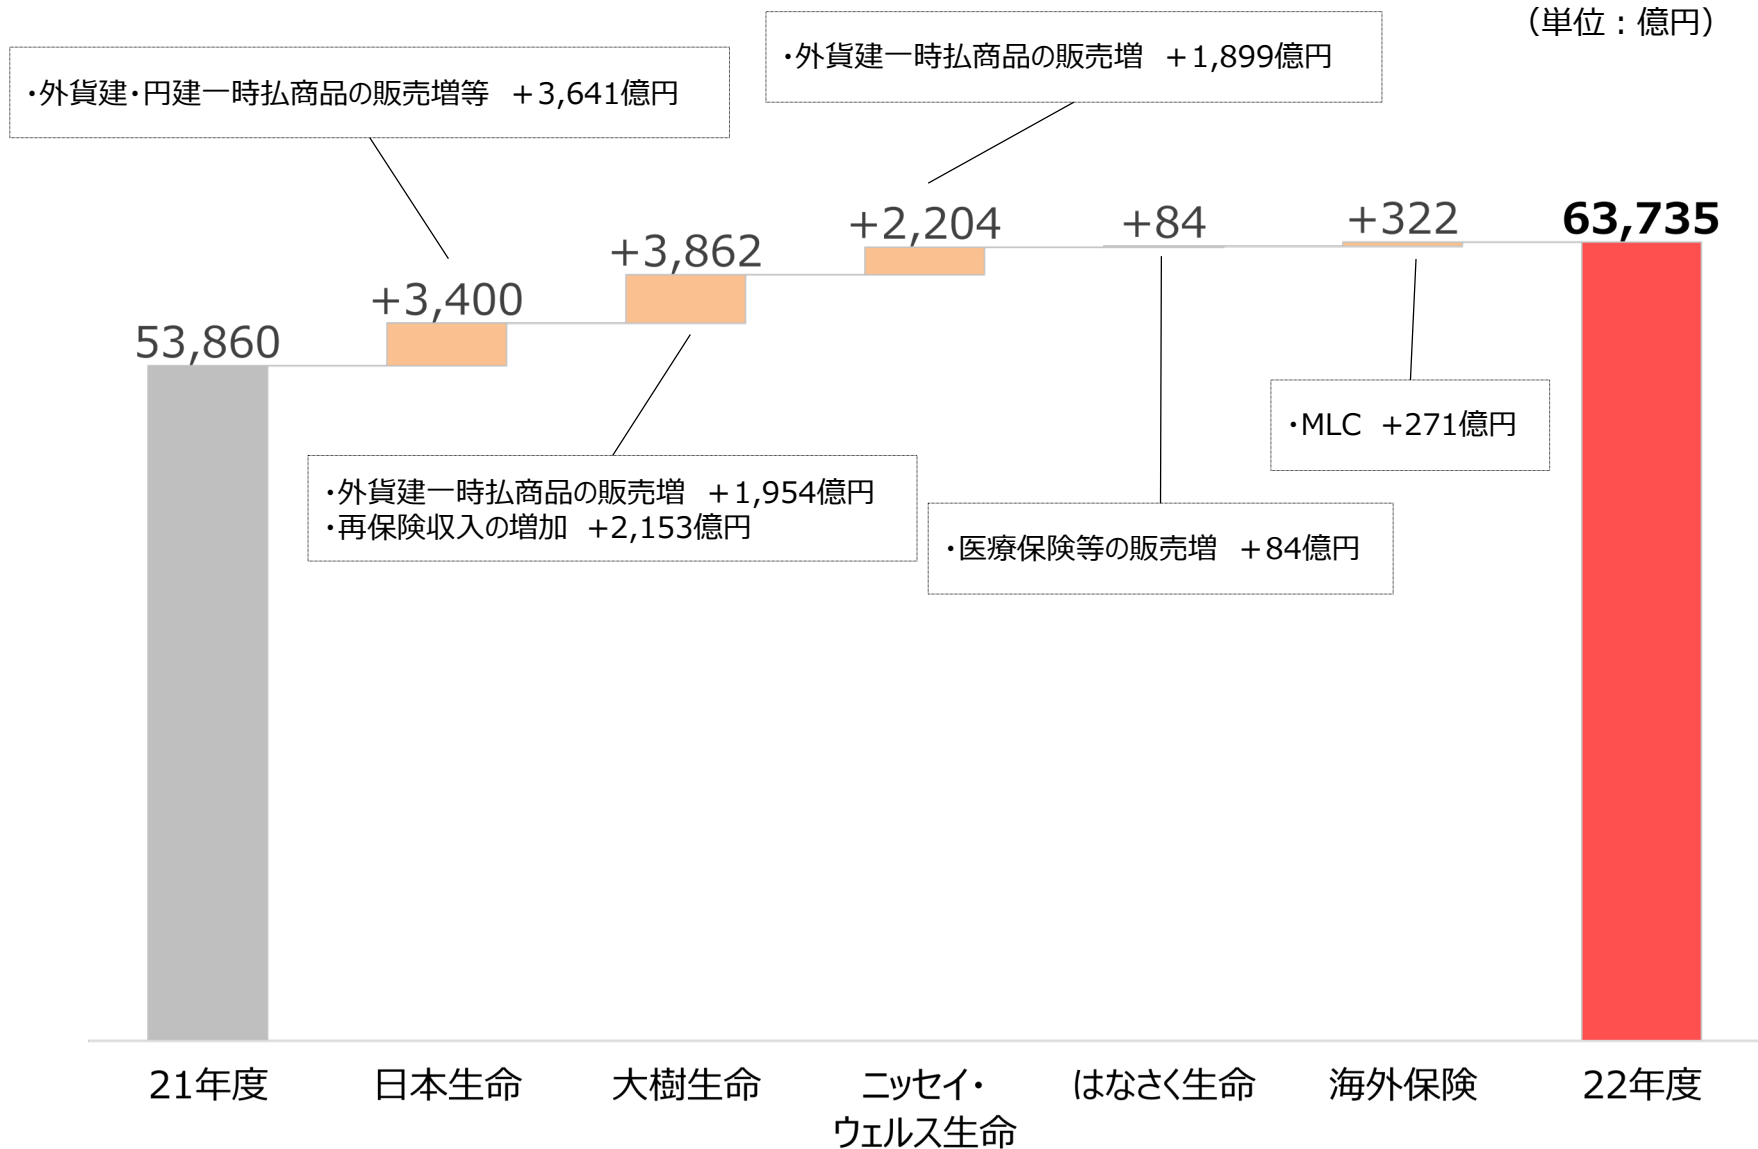 （単位：億円）
・外貨建一時払商品の販売増　+1,899億円
・外貨建・円建一時払商品の販売増等　+3,641億円
53,860
+3,400
+3,862
+2,204
+84
+322
63,735
・MLC　+271億円
・外貨建一時払商品の販売増　+1,954億円
・再保険収入の増加　+2,153億円
・医療保険等の販売増　+84億円
21年度
日本生命
大樹生命
ニッセイ・
ウェルス生命
はなさく生命
海外保険
22年度